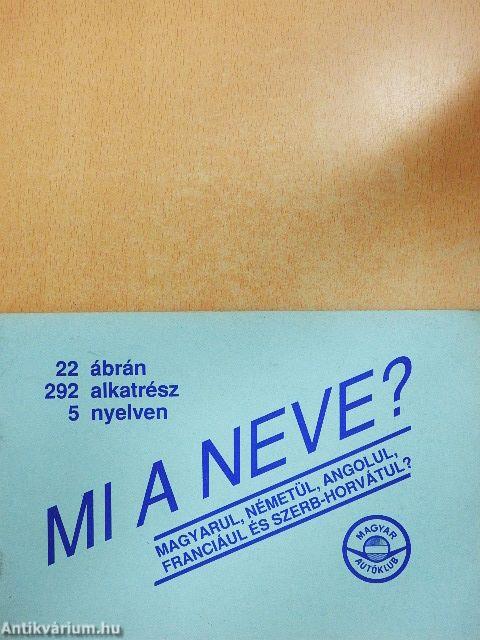 22 ábrán
292 alkatrész
5 nyelven
MI A NEVE?
MAGYARUL, NÉMETÜL, ANGOLUL,
FRANCIÁUL ÉS SZERB-HORVÁTUL?
MAGYAR
AUTÓKLUB
Antikvárium.hu